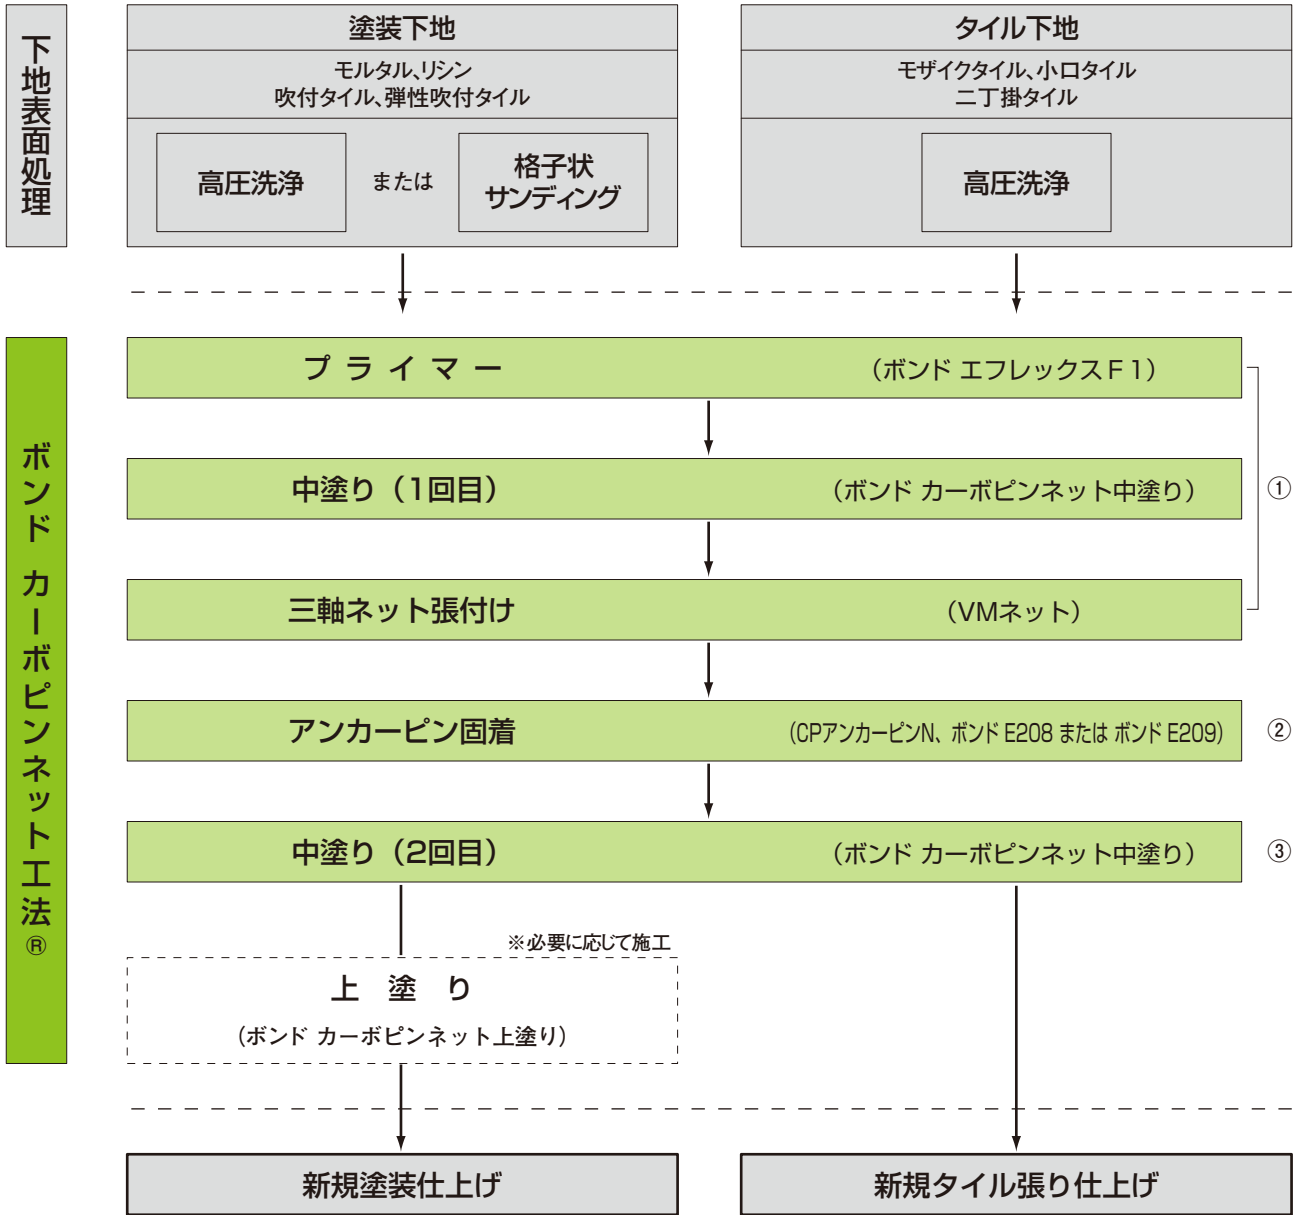 下地表面処理
塗装下地
モルタル、リシン
吹付タイル、弾性吹付タイル
高圧洗浄
または
格子状
サンディング
タイル下地
モザイクタイル、小口タイル
二丁掛タイル
高圧洗浄
ボンド カーボピンネット工法®
プライマー
（ボンド エフレックスF1）
中塗り（1回目）
（ボンド カーボピンネット中塗り）
①
三軸ネット張付け
（VMネット）
アンカーピン固着
（CPアンカーピンN、ボンド E208 または ボンド E209）
②
中塗り（2回目）
（ボンド カーボピンネット中塗り）
③
※必要に応じて施工
上塗り
（ボンド カーボピンネット上塗り）
新規塗装仕上げ
新規タイル張り仕上げ